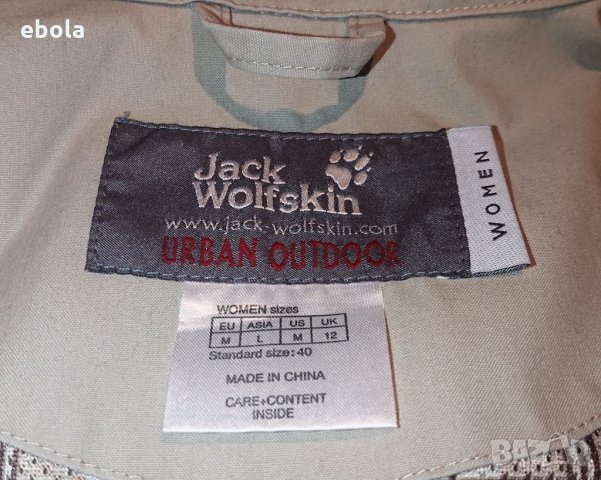 ebola
Jack
Wolfskin
www.jack-wolfskin.com
URBAN OUTDOOR
WOMEN
WOMEN sizes
EU ASIA US UK
M L M 12
Standard size: 40
MADE IN CHINA
CARE+CONTENT
INSIDE
BAZAR